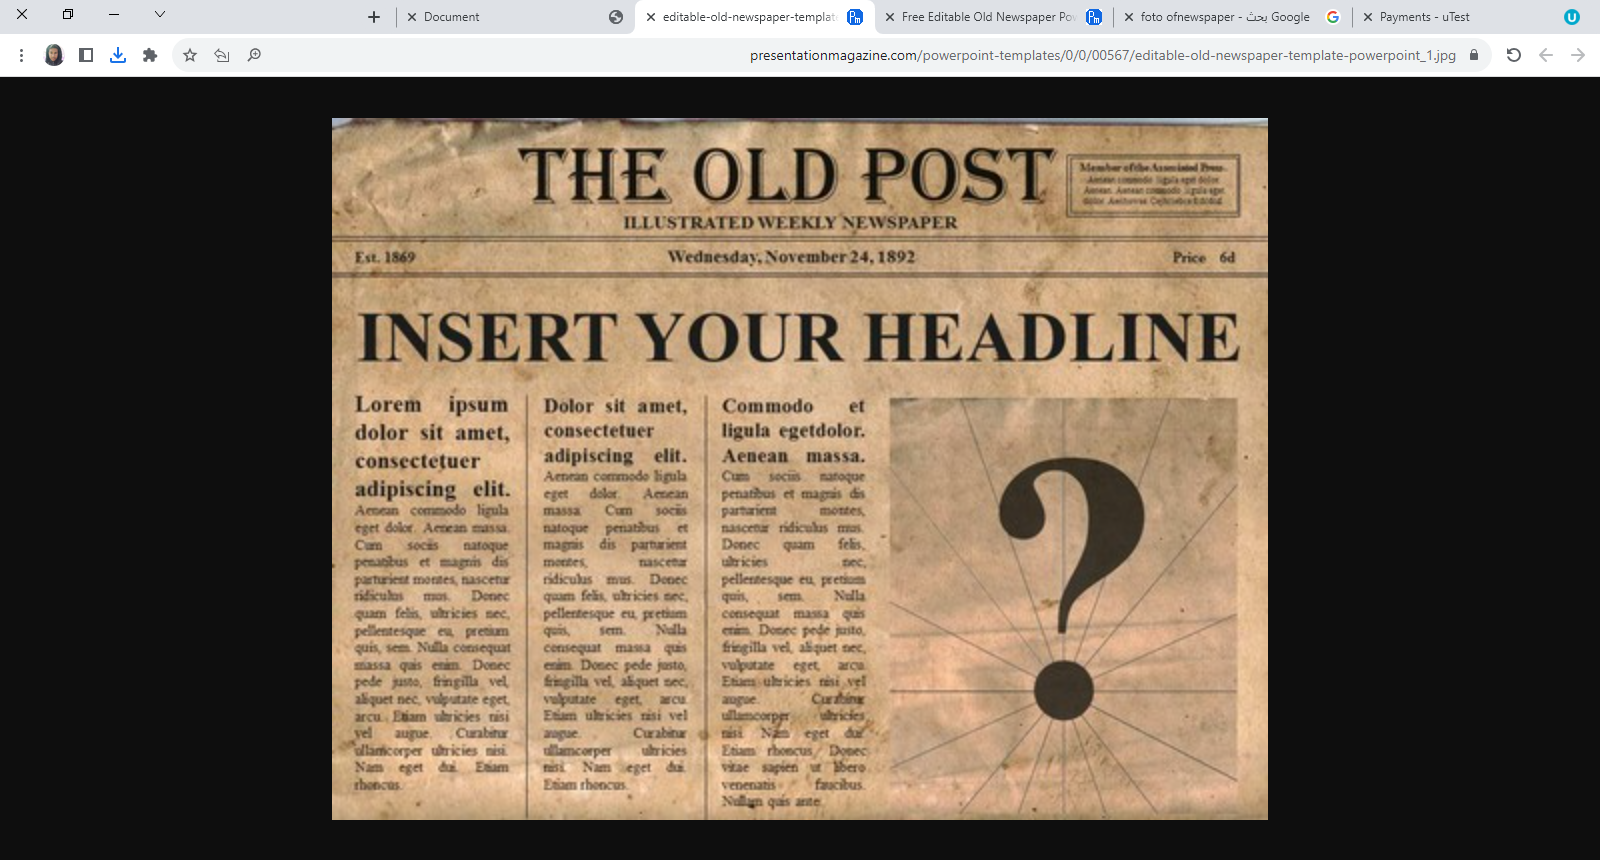 Document
editable-old-newspaper-templat
Free Editable Old Newspaper Po
foto ofnewspaper - بحث Google
Payments - uTest
presentationmagazine.com/powerpoint-templates/0/0/00567/editable-old-newspaper-template-powerpoint_1.jpg
THE OLD POST
Member of the Associated Press.
Aenean commodo ligula eget dolor.
Aenean. Aenean commodo ligula eget
dolor.
ILLUSTRATED WEEKLY NEWSPAPER
Est. 1869
Wednesday, November 24, 1892
Price 6d
INSERT YOUR HEADLINE
Lorem ipsum
dolor sit amet,
consectetuer
adipiscing elit.
Aenean commodo ligula
eget dolor. Aenean massa.
Cum sociis natoque
penatibus et magnis dis
parturient montes, nascetur
ridiculus mus. Donec
quam felis, ultricies nec,
pellentesque eu, pretium
quis, sem. Nulla consequat
massa quis enim. Donec
pede justo, fringilla vel,
aliquet nec, vulputate eget,
arcu. Etiam ultricies nisi
vel augue. Curabitur
ullamcorper ultricies nisi.
Nam eget dui. Etiam
rhoncus.
Dolor sit amet,
consectetuer
adipiscing elit.
Aenean commodo ligula
eget dolor. Aenean
massa. Cum sociis
natoque penatibus et
magnis dis parturient
montes, nascetur
ridiculus mus. Donec
quam felis, ultricies nec,
pellentesque eu, pretium
quis, sem. Nulla
consequat massa quis
enim. Donec pede justo,
fringilla vel, aliquet nec,
vulputate eget, arcu.
Etiam ultricies nisi vel
augue. Curabitur
ullamcorper ultricies
nisi. Nam eget dui.
Etiam rhoncus.
Commodo et
ligula egetdolor.
Aenean massa.
Cum sociis natoque
penatibus et magnis dis
parturient montes,
nascetur ridiculus mus.
Donec quam felis,
ultricies nec,
pellentesque eu, pretium
quis, sem. Nulla
consequat massa quis
enim. Donec pede justo,
fringilla vel, aliquet nec,
vulputate eget, arcu.
Etiam ultricies nisi vel
augue. Curabitur
ullamcorper ultricies
nisi. Nam eget dui.
Etiam rhoncus. Donec
vitae sapien ut libero
venenatis faucibus.
Nullam quis ante.
?